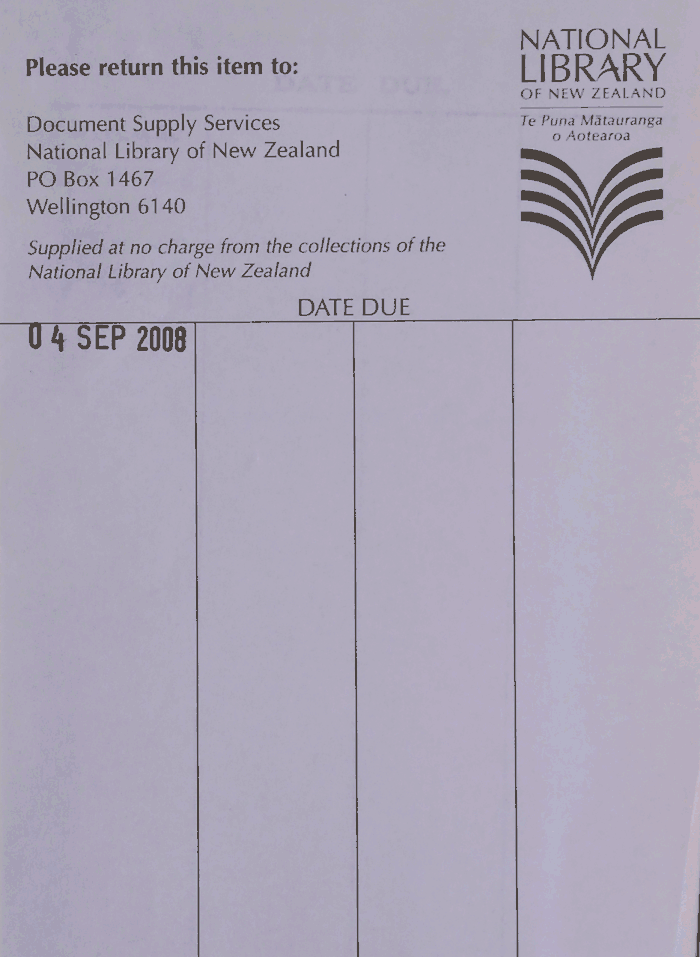 Please return this item to:
Document Supply Services
National Library of New Zealand
PO Box 1467
Wellington 6140
Supplied at no charge from the collections of the
National Library of New Zealand
NATIONAL
LIBRARY
OF NEW ZEALAND
Te Puna Mātauranga
o Aotearoa
DATE DUE
04 SEP 2008